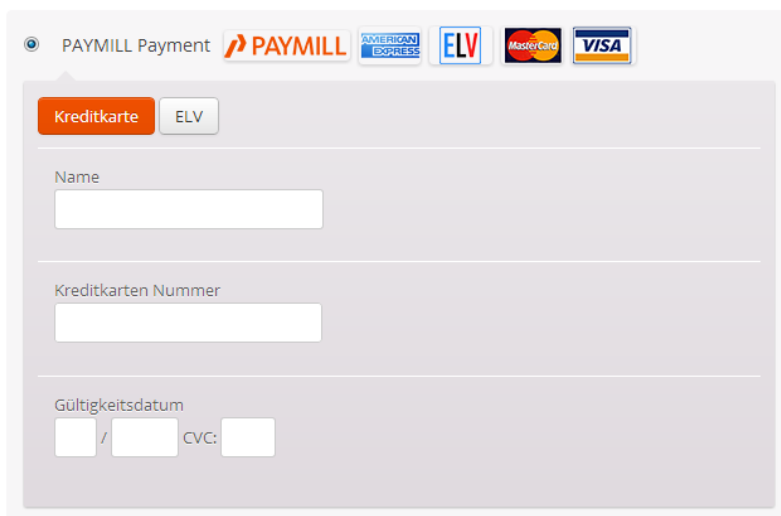 PAYMILL Payment PAYMILL AMERICAN EXPRESS ELV MasterCard VISA
Kreditkarte ELV
Name
Kreditkarten Nummer
Gültigkeitsdatum
/ CVC: